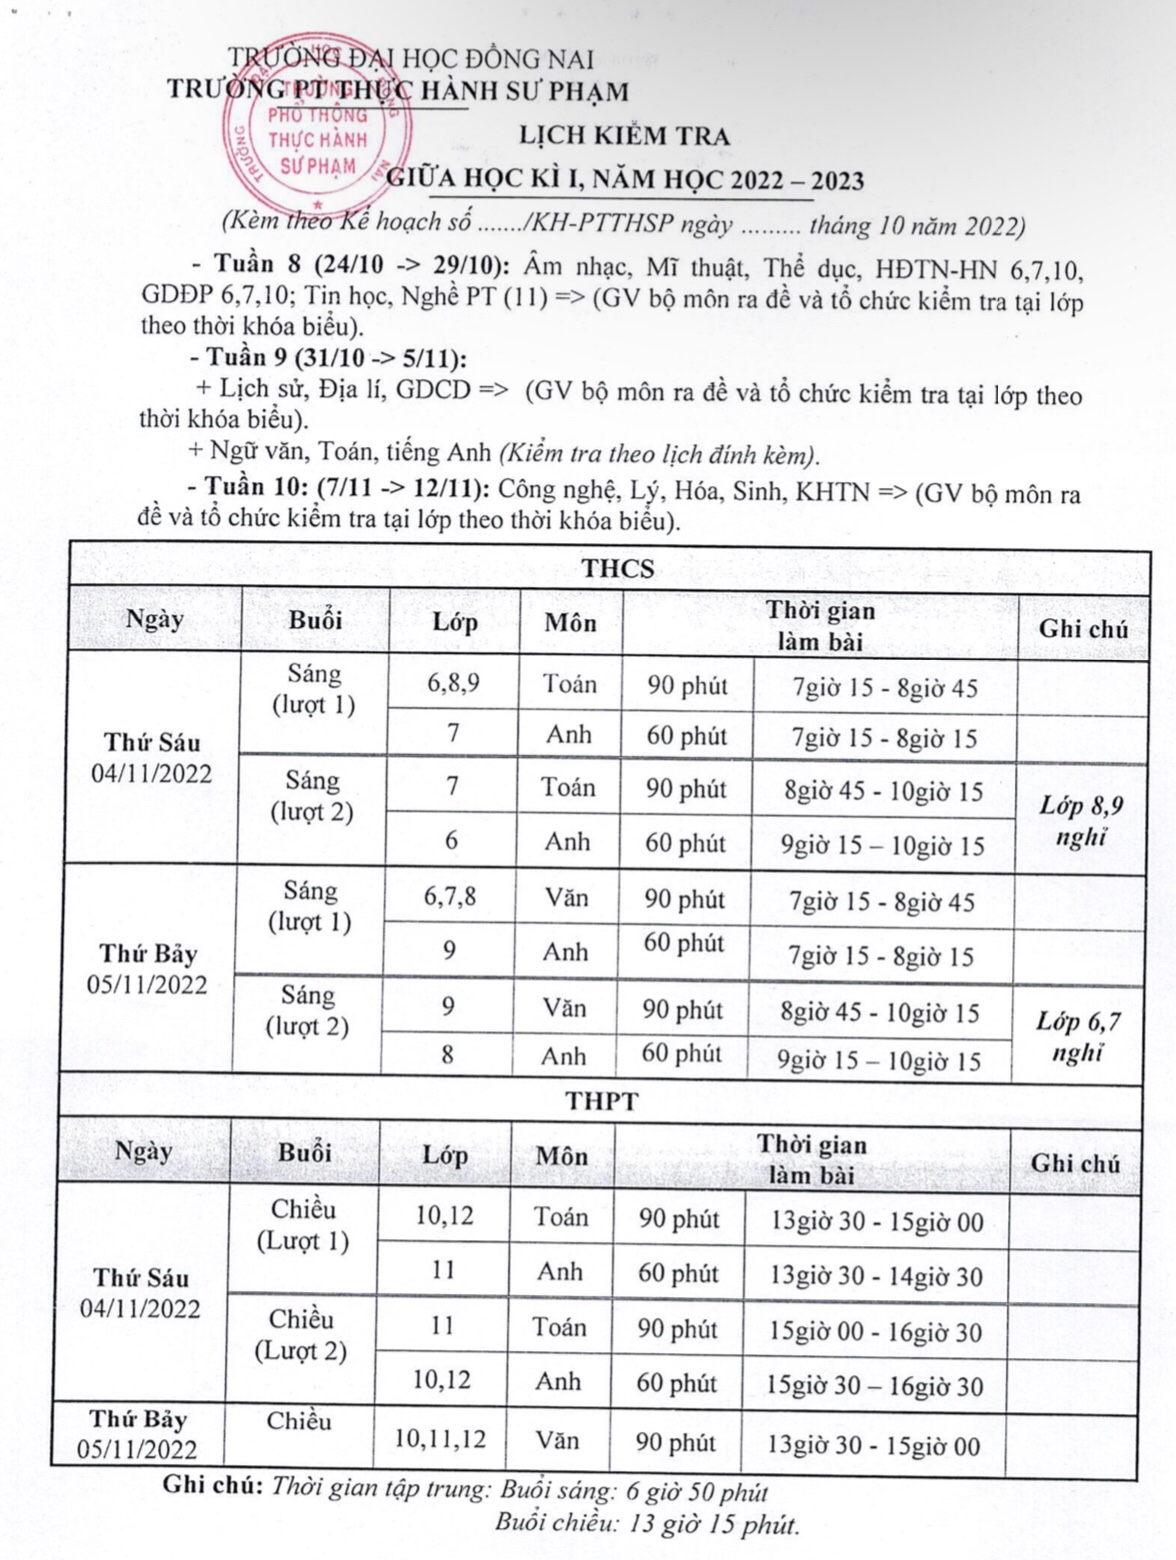 TRƯỜNG ĐẠI HỌC ĐỒNG NAI
TRƯỜNG PT THỰC HÀNH SƯ PHẠM
TRƯỜNG ĐẠI HỌC ĐỒNG NAI
TRƯỜNG
PHỔ THÔNG
THỰC HÀNH
SƯ PHẠM
LỊCH KIỂM TRA
GIỮA HỌC KÌ I, NĂM HỌC 2022 – 2023
(Kèm theo Kế hoạch số ......./KH-PTTHSP ngày ......... tháng 10 năm 2022)
- Tuần 8 (24/10 -> 29/10): Âm nhạc, Mĩ thuật, Thể dục, HĐTN-HN 6,7,10,
GDĐP 6,7,10; Tin học, Nghề PT (11) => (GV bộ môn ra đề và tổ chức kiểm tra tại lớp
theo thời khóa biểu).
- Tuần 9 (31/10 -> 5/11):
+ Lịch sử, Địa lí, GDCD => (GV bộ môn ra đề và tổ chức kiểm tra tại lớp theo
thời khóa biểu).
+ Ngữ văn, Toán, tiếng Anh (Kiểm tra theo lịch đính kèm).
- Tuần 10: (7/11 -> 12/11): Công nghệ, Lý, Hóa, Sinh, KHTN => (GV bộ môn ra
đề và tổ chức kiểm tra tại lớp theo thời khóa biểu).
THCS
Ngày Buổi Lớp Môn Thời gian làm bài Ghi chú
Thứ Sáu 04/11/2022 Sáng (lượt 1) 6,8,9 Toán 90 phút 7giờ 15 - 8giờ 45
7 Anh 60 phút 7giờ 15 - 8giờ 15
Sáng (lượt 2) 7 Toán 90 phút 8giờ 45 - 10giờ 15 Lớp 8,9 nghỉ
6 Anh 60 phút 9giờ 15 – 10giờ 15
Thứ Bảy 05/11/2022 Sáng (lượt 1) 6,7,8 Văn 90 phút 7giờ 15 - 8giờ 45
9 Anh 60 phút 7giờ 15 - 8giờ 15
Sáng (lượt 2) 9 Văn 90 phút 8giờ 45 - 10giờ 15 Lớp 6,7 nghỉ
8 Anh 60 phút 9giờ 15 – 10giờ 15
THPT
Ngày Buổi Lớp Môn Thời gian làm bài Ghi chú
Thứ Sáu 04/11/2022 Chiều (Lượt 1) 10,12 Toán 90 phút 13giờ 30 - 15giờ 00
11 Anh 60 phút 13giờ 30 - 14giờ 30
Chiều (Lượt 2) 11 Toán 90 phút 15giờ 00 - 16giờ 30
10,12 Anh 60 phút 15giờ 30 – 16giờ 30
Thứ Bảy 05/11/2022 Chiều 10,11,12 Văn 90 phút 13giờ 30 - 15giờ 00
Ghi chú: Thời gian tập trung: Buổi sáng: 6 giờ 50 phút
Buổi chiều: 13 giờ 15 phút.